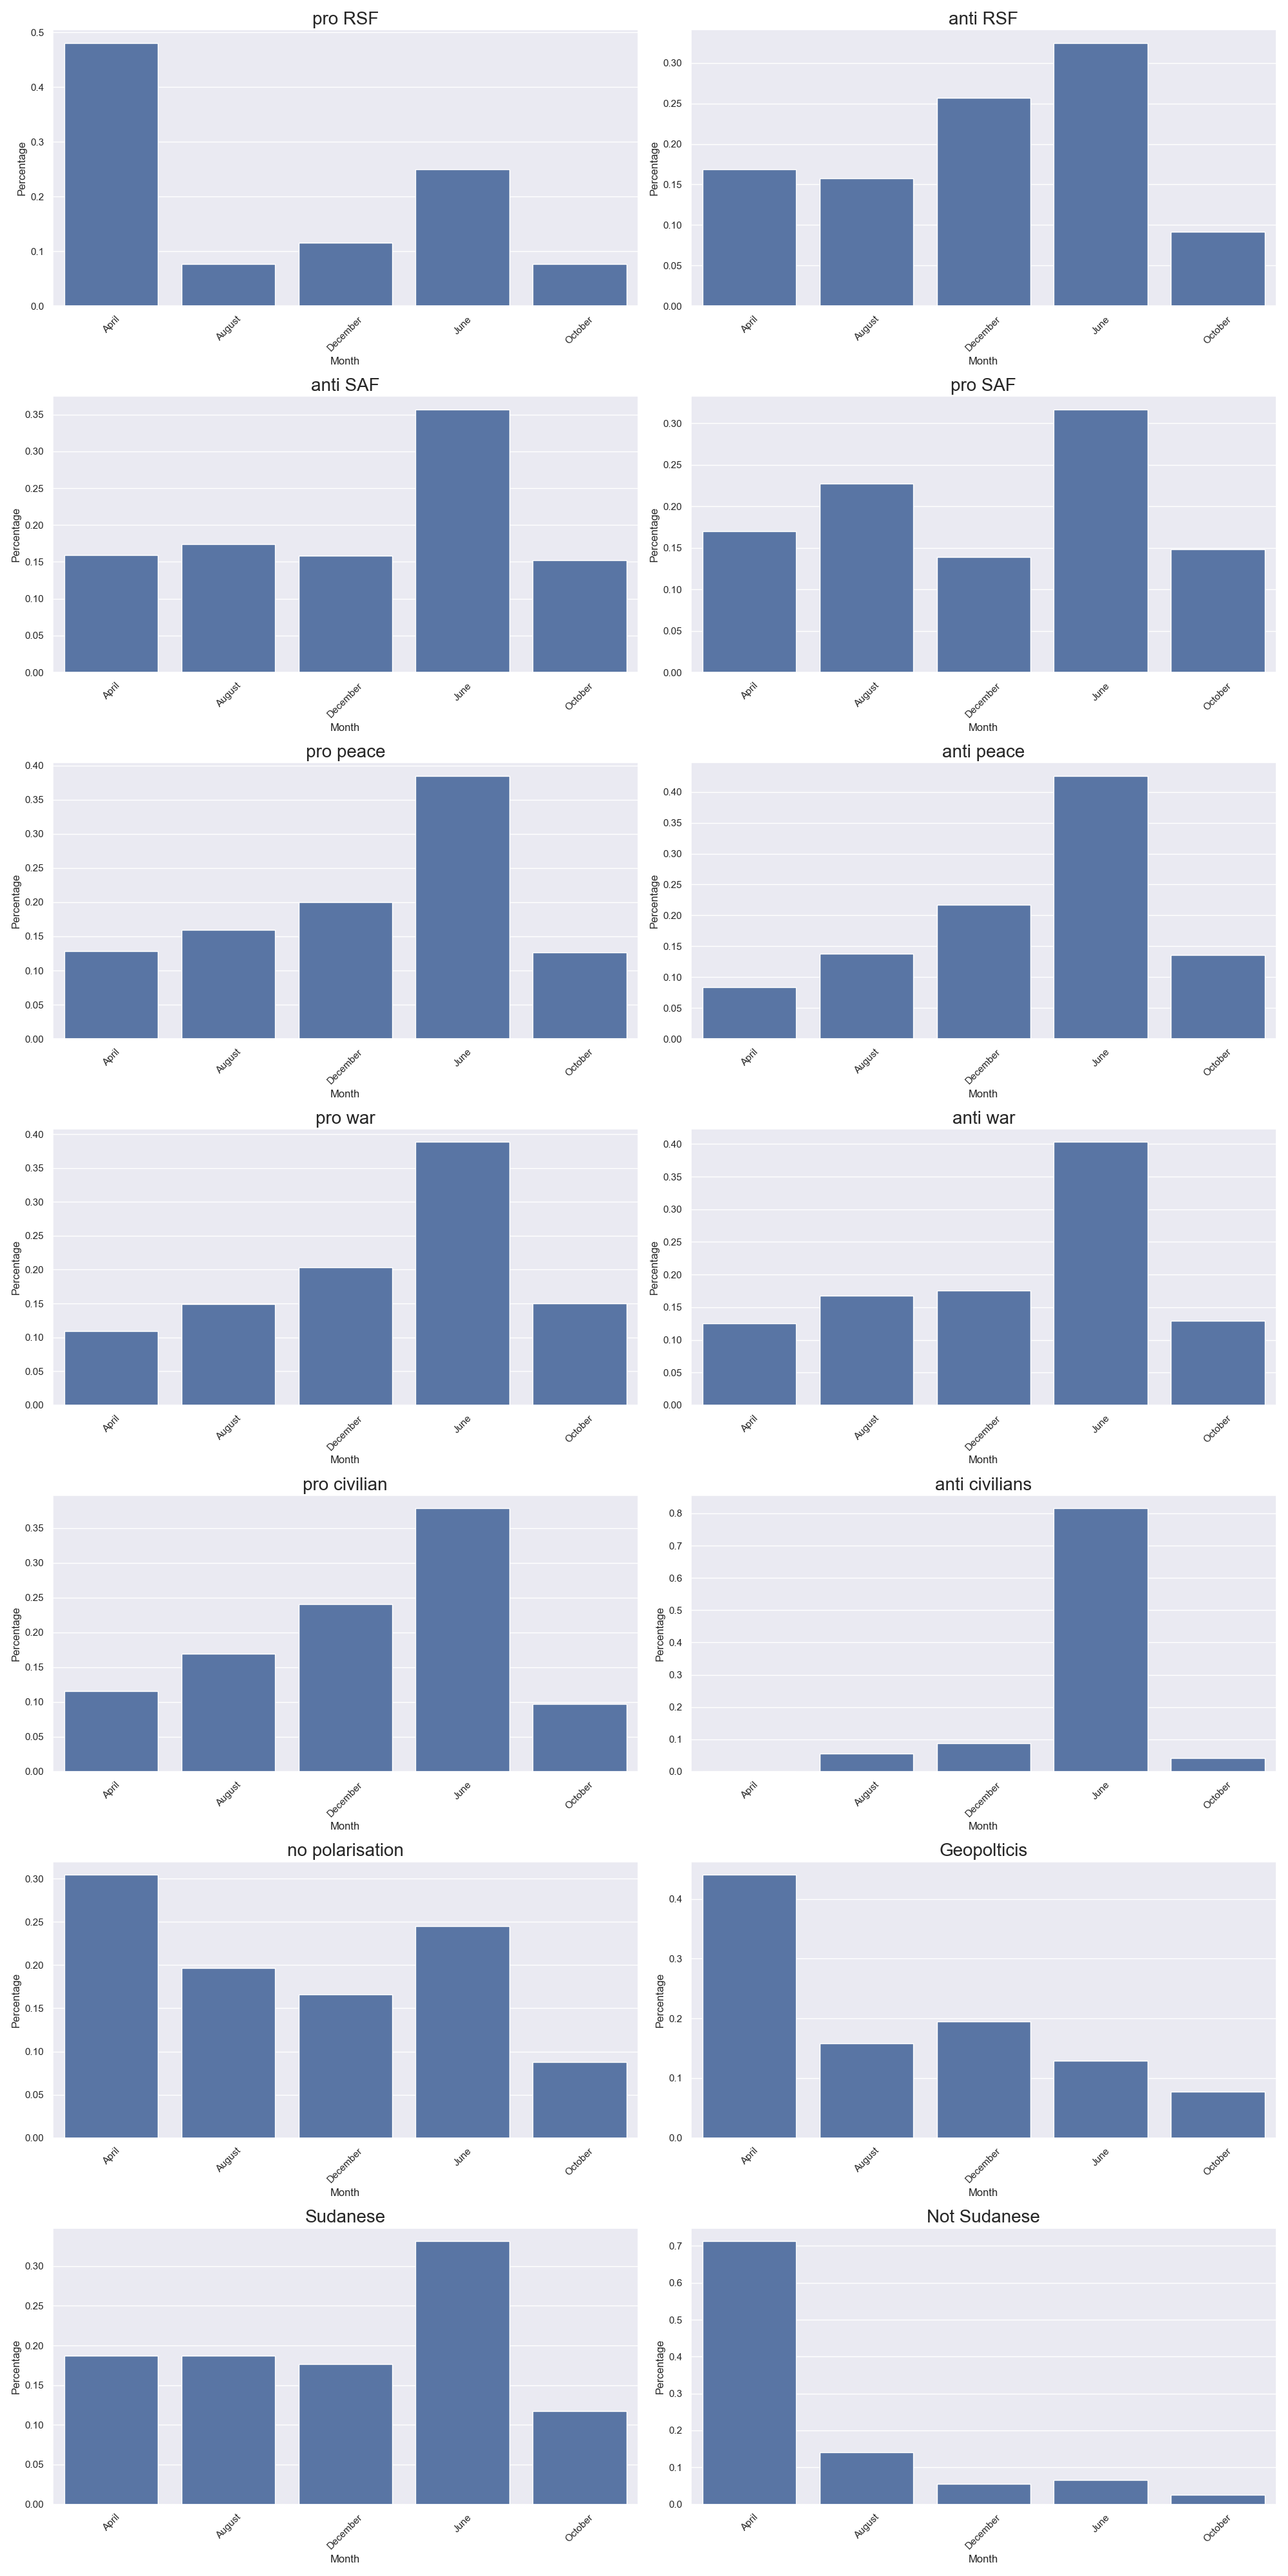 pro RSF
Percentage
0.5
0.4
0.3
0.2
0.1
0.0
April August December June October
Month
anti RSF
Percentage
0.30
0.25
0.20
0.15
0.10
0.05
0.00
April August December June October
Month
anti SAF
Percentage
0.35
0.30
0.25
0.20
0.15
0.10
0.05
0.00
April August December June October
Month
pro SAF
Percentage
0.30
0.25
0.20
0.15
0.10
0.05
0.00
April August December June October
Month
pro peace
Percentage
0.40
0.35
0.30
0.25
0.20
0.15
0.10
0.05
0.00
April August December June October
Month
anti peace
Percentage
0.40
0.35
0.30
0.25
0.20
0.15
0.10
0.05
0.00
April August December June October
Month
pro war
Percentage
0.40
0.35
0.30
0.25
0.20
0.15
0.10
0.05
0.00
April August December June October
Month
anti war
Percentage
0.40
0.35
0.30
0.25
0.20
0.15
0.10
0.05
0.00
April August December June October
Month
pro civilian
Percentage
0.35
0.30
0.25
0.20
0.15
0.10
0.05
0.00
April August December June October
Month
anti civilians
Percentage
0.8
0.7
0.6
0.5
0.4
0.3
0.2
0.1
0.0
April August December June October
Month
no polarisation
Percentage
0.30
0.25
0.20
0.15
0.10
0.05
0.00
April August December June October
Month
Geopolticis
Percentage
0.4
0.3
0.2
0.1
0.0
April August December June October
Month
Sudanese
Percentage
0.30
0.25
0.20
0.15
0.10
0.05
0.00
April August December June October
Month
Not Sudanese
Percentage
0.7
0.6
0.5
0.4
0.3
0.2
0.1
0.0
April August December June October
Month